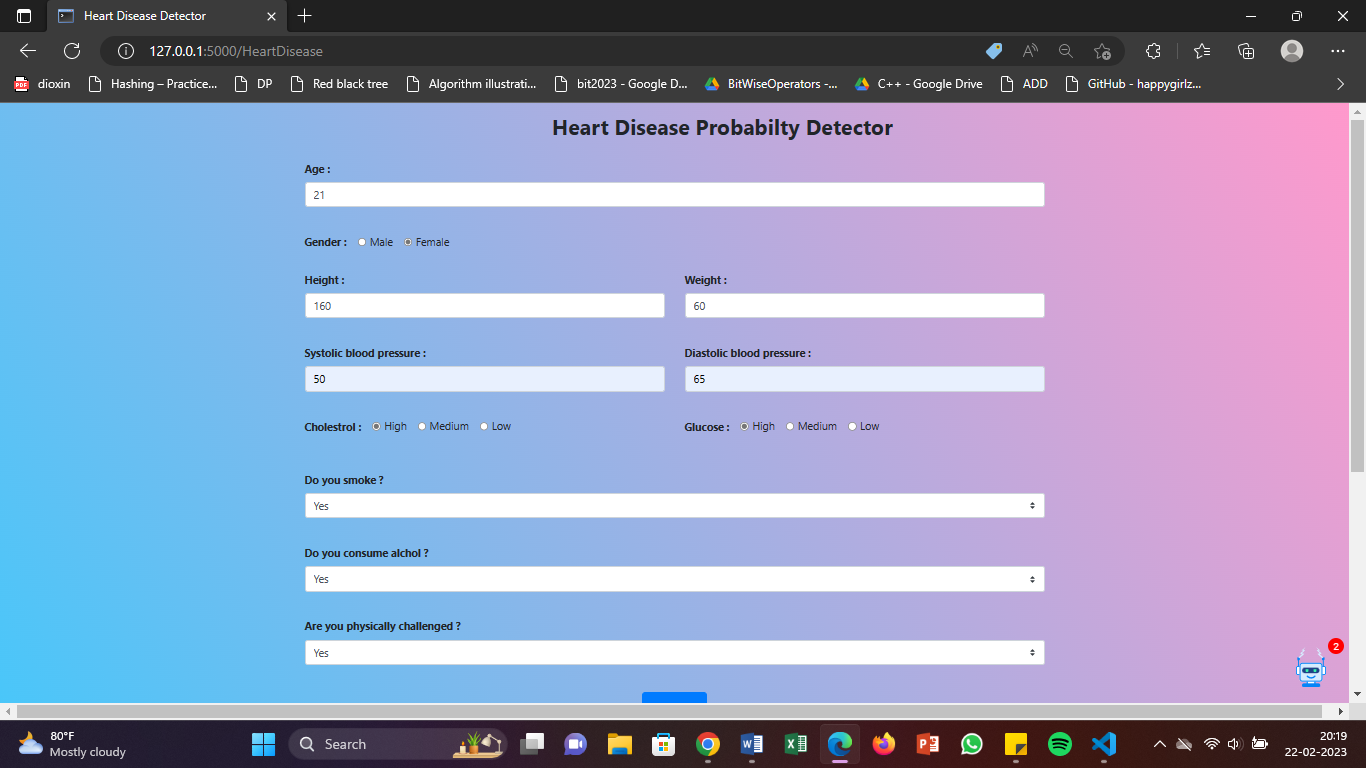 Heart Disease Detector
127.0.0.1:5000/HeartDisease
dioxin Hashing – Practice... DP Red black tree Algorithm illustrati... bit2023 - Google D... BitWiseOperators -... C++ - Google Drive ADD GitHub - happygirlz...
Heart Disease Probabilty Detector
Age :
21
Gender : Male Female
Height : Weight :
160 60
Systolic blood pressure : Diastolic blood pressure :
50 65
Cholestrol : High Medium Low Glucose : High Medium Low
Do you smoke ?
Yes
Do you consume alchol ?
Yes
Are you physically challenged ?
Yes
2
80°F
Mostly cloudy
Search
20:19
22-02-2023